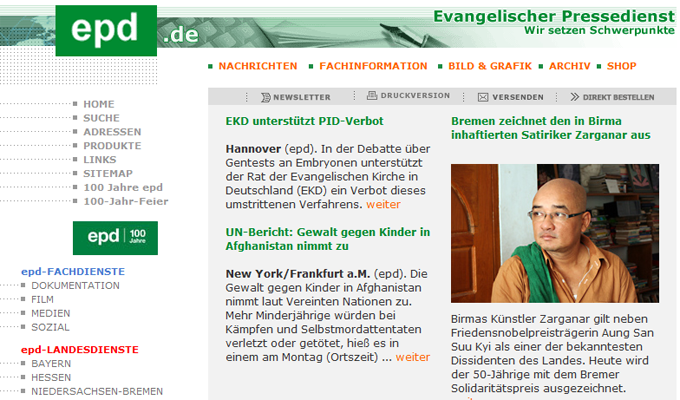 epd .de
Evangelischer Pressedienst
Wir setzen Schwerpunkte
NACHRICHTEN FACHINFORMATION BILD & GRAFIK ARCHIV SHOP
NEWSLETTER DRUCKVERSION VERSENDEN DIREKT BESTELLEN
HOME
SUCHE
ADRESSEN
PRODUKTE
LINKS
SITEMAP
100 Jahre epd
100-Jahr-Feier
epd 100
Jahre
epd-FACHDIENSTE
DOKUMENTATION
FILM
MEDIEN
SOZIAL
epd-LANDESDIENSTE
BAYERN
HESSEN
NIEDERSACHSEN-BREMEN
EKD unterstützt PID-Verbot
Hannover (epd). In der Debatte über
Gentests an Embryonen unterstützt
der Rat der Evangelischen Kirche in
Deutschland (EKD) ein Verbot dieses
umstrittenen Verfahrens. weiter
UN-Bericht: Gewalt gegen Kinder in
Afghanistan nimmt zu
New York/Frankfurt a.M. (epd). Die
Gewalt gegen Kinder in Afghanistan
nimmt laut Vereinten Nationen zu.
Mehr Minderjährige würden bei
Kämpfen und Selbstmordattentaten
verletzt oder getötet, hieß es in
einem am Montag (Ortszeit) ... weiter
Bremen zeichnet den in Birma
inhaftierten Satiriker Zarganar aus
Birmas Künstler Zarganar gilt neben
Friedensnobelpreisträgerin Aung San
Suu Kyi als einer der bekanntesten
Dissidenten des Landes. Heute wird
der 50-Jährige mit dem Bremer
Solidaritätspreis ausgezeichnet.